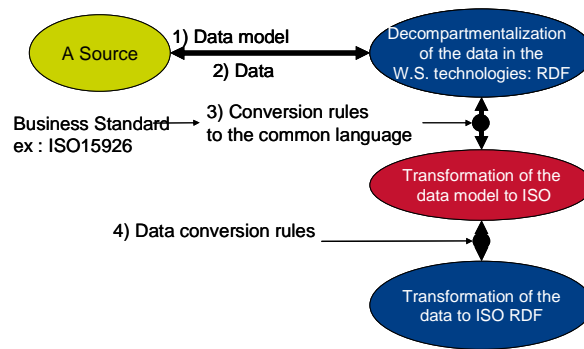 1) Data model
A Source
2) Data
Decompartmentalization
of the data in the
W.S. technologies: RDF
Business Standard
ex : ISO15926
3) Conversion rules
to the common language
Transformation of the
data model to ISO
4) Data conversion rules
Transformation of the
data to ISO RDF